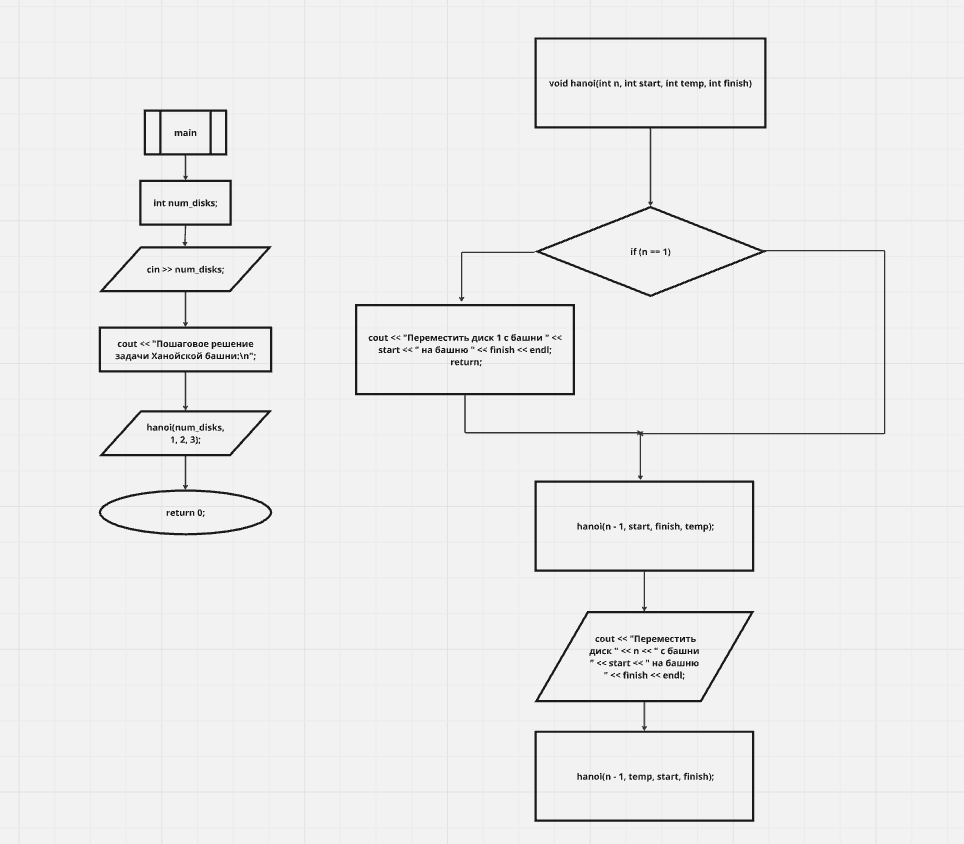 main
int num_disks;
cin >> num_disks;
cout << "Пошаговое решение
задачи Ханойской башни:\n";
hanoi(num_disks,
1, 2, 3);
return 0;
void hanoi(int n, int start, int temp, int finish)
if (n == 1)
cout << "Переместить диск 1 с башни " <<
start << " на башню " << finish << endl;
return;
hanoi(n - 1, start, finish, temp);
cout << "Переместить
диск " << n << " с башни
" << start << " на башню
" << finish << endl;
hanoi(n - 1, temp, start, finish);